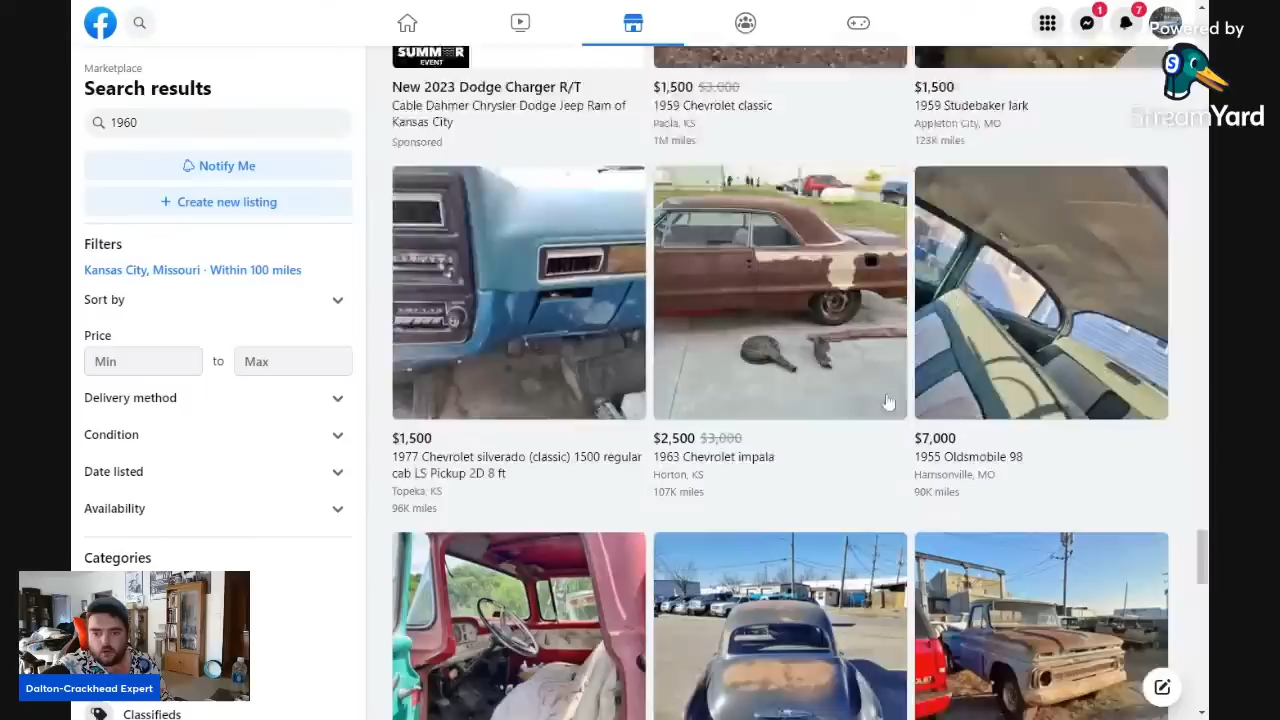 1
7
Powered by
S
StreamYard
Marketplace
Search results
1960
Notify Me
+ Create new listing
Filters
Kansas City, Missouri · Within 100 miles
Sort by
Price
Min
to
Max
Delivery method
Condition
Date listed
Availability
Categories
Classifieds
Dalton-Crackhead Expert
SUMMER
EVENT
New 2023 Dodge Charger R/T
Cable Dahmer Chrysler Dodge Jeep Ram of
Kansas City
Sponsored
$1,500 $3,000
1959 Chevrolet classic
Paola, KS
1M miles
$1,500
1959 Studebaker lark
Appleton City, MO
123K miles
$1,500
1977 Chevrolet silverado (classic) 1500 regular
cab LS Pickup 2D 8 ft
Topeka, KS
96K miles
$2,500 $3,000
1963 Chevrolet impala
Horton, KS
107K miles
$7,000
1955 Oldsmobile 98
Harrisonville, MO
90K miles